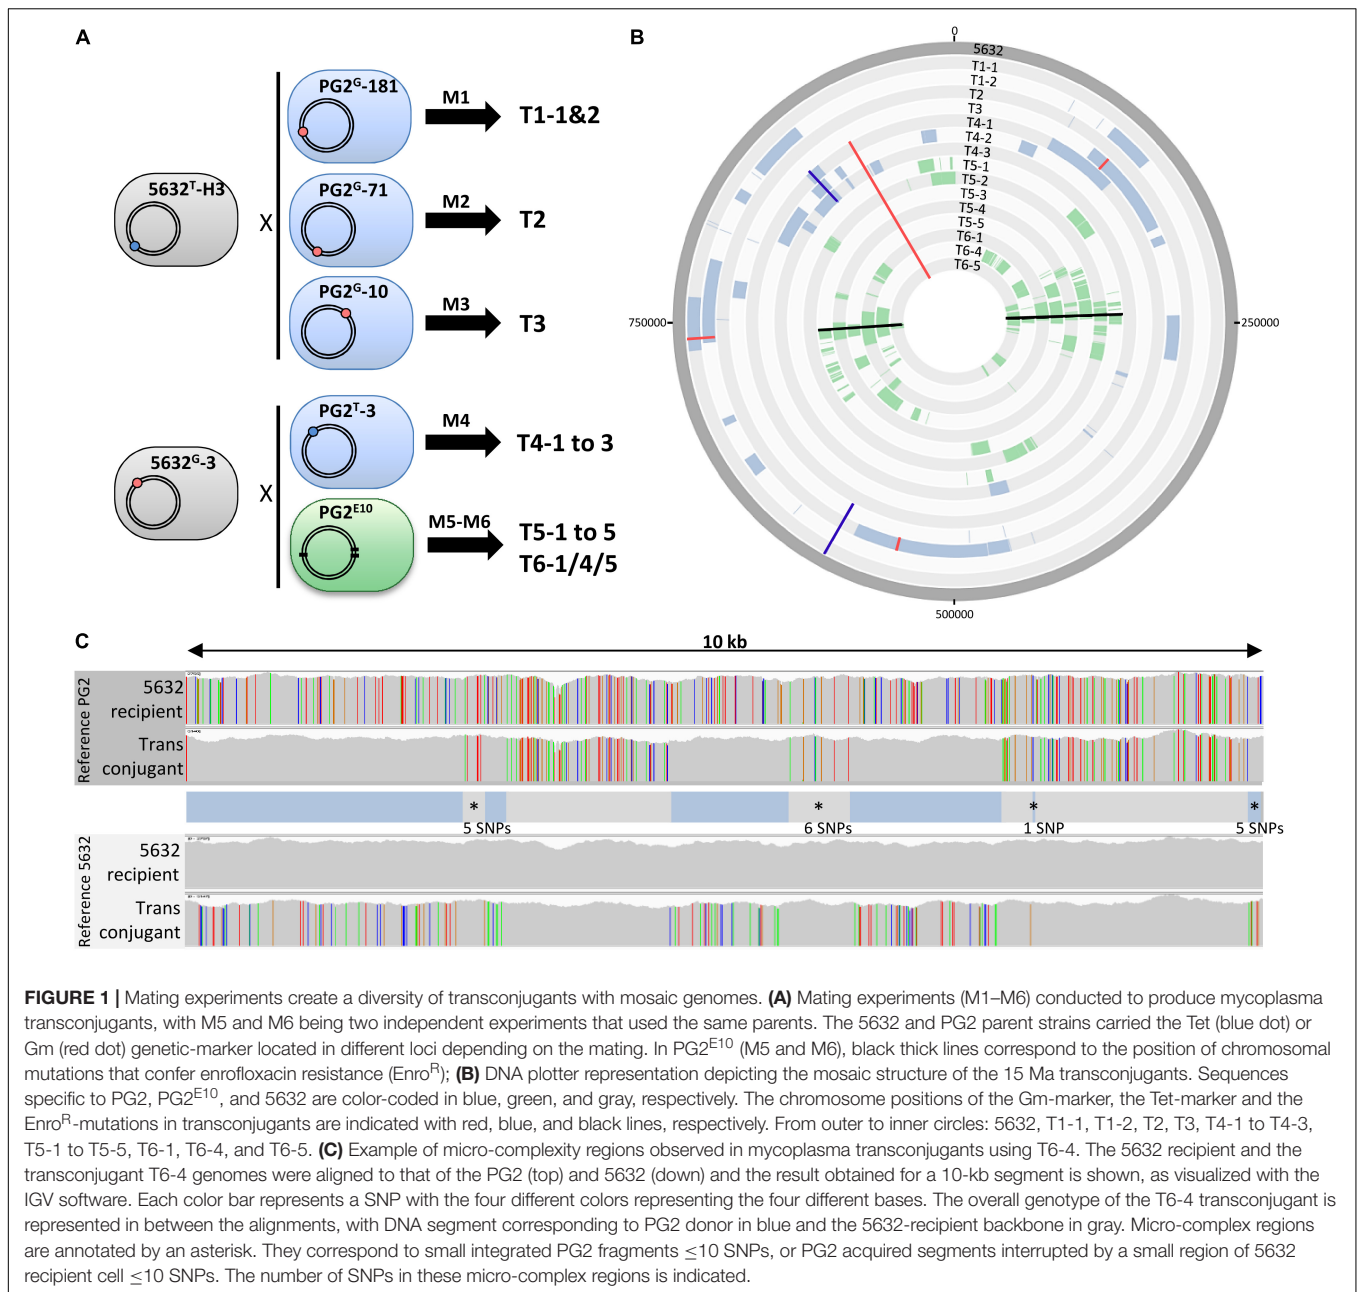 A
B
5632ᵀ-H3
X
PG2ᴳ-181
M1
T1-1&2
PG2ᴳ-71
M2
T2
PG2ᴳ-10
M3
T3
5632ᴳ-3
X
PG2ᵀ-3
M4
T4-1 to 3
PG2ᴱ¹⁰
M5-M6
T5-1 to 5
T6-1/4/5
0
5632
T1-1
T1-2
T2
T3
T4-1
T4-2
T4-3
T5-1
T5-2
T5-3
T5-4
T5-5
T6-1
T6-4
T6-5
750000
250000
500000
C
10 kb
Reference PG2
5632
recipient
Trans
conjugant
* * * *
5 SNPs 6 SNPs 1 SNP 5 SNPs
Reference 5632
5632
recipient
Trans
conjugant
FIGURE 1 | Mating experiments create a diversity of transconjugants with mosaic genomes. (A) Mating experiments (M1–M6) conducted to produce mycoplasma
transconjugants, with M5 and M6 being two independent experiments that used the same parents. The 5632 and PG2 parent strains carried the Tet (blue dot) or
Gm (red dot) genetic-marker located in different loci depending on the mating. In PG2ᴱ¹⁰ (M5 and M6), black thick lines correspond to the position of chromosomal
mutations that confer enrofloxacin resistance (Enroᴿ); (B) DNA plotter representation depicting the mosaic structure of the 15 Ma transconjugants. Sequences
specific to PG2, PG2ᴱ¹⁰, and 5632 are color-coded in blue, green, and gray, respectively. The chromosome positions of the Gm-marker, the Tet-marker and the
Enroᴿ-mutations in transconjugants are indicated with red, blue, and black lines, respectively. From outer to inner circles: 5632, T1-1, T1-2, T2, T3, T4-1 to T4-3,
T5-1 to T5-5, T6-1, T6-4, and T6-5. (C) Example of micro-complexity regions observed in mycoplasma transconjugants using T6-4. The 5632 recipient and the
transconjugant T6-4 genomes were aligned to that of the PG2 (top) and 5632 (down) and the result obtained for a 10-kb segment is shown, as visualized with the
IGV software. Each color bar represents a SNP with the four different colors representing the four different bases. The overall genotype of the T6-4 transconjugant is
represented in between the alignments, with DNA segment corresponding to PG2 donor in blue and the 5632-recipient backbone in gray. Micro-complex regions
are annotated by an asterisk. They correspond to small integrated PG2 fragments ≤10 SNPs, or PG2 acquired segments interrupted by a small region of 5632
recipient cell ≤10 SNPs. The number of SNPs in these micro-complex regions is indicated.